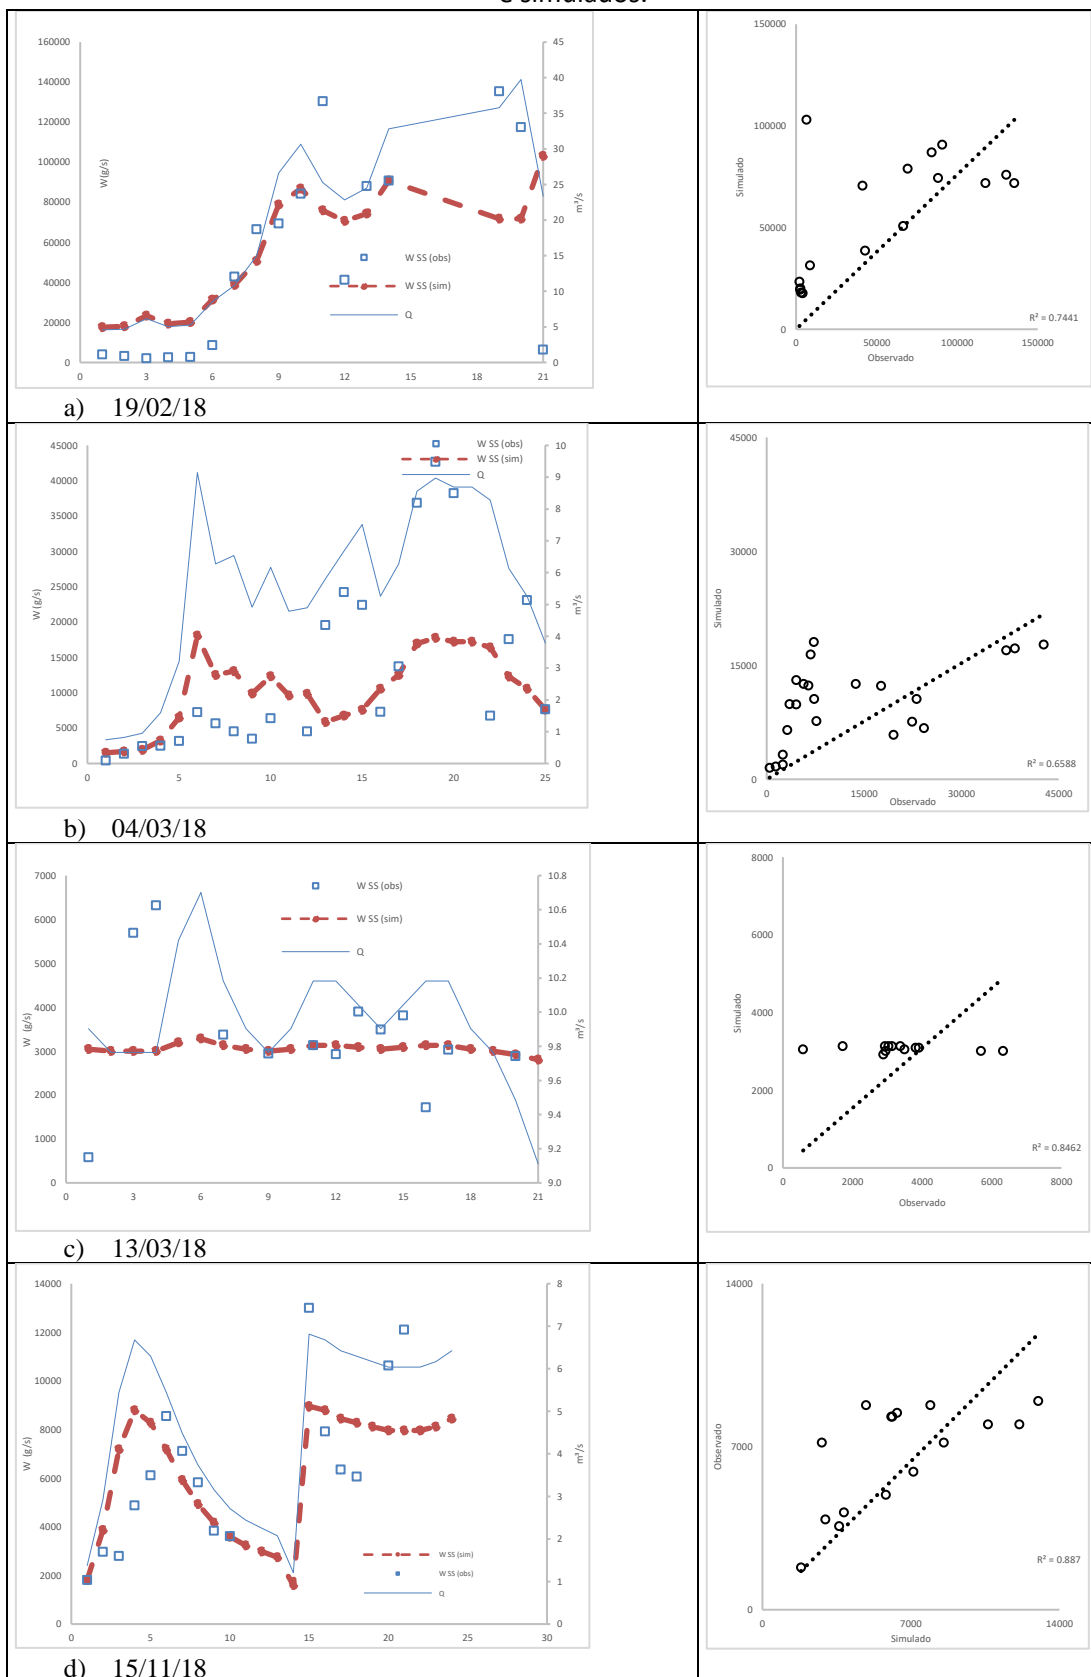 e simulados.
160000
140000
120000
100000
80000
60000
40000
20000
0
W(g/s)
45
40
35
30
25
20
15
10
5
0
m³/s
W SS (obs)
W SS (sim)
Q
0 3 6 9 12 15 18 21
150000
100000
50000
0
Simulado
R² = 0.7441
0 50000 100000 150000
Observado
a) 19/02/18
45000
40000
35000
30000
25000
20000
15000
10000
5000
0
W (g/s)
W SS (obs)
W SS (sim)
Q
10
9
8
7
6
5
4
3
2
1
0
m³/s
0 5 10 15 20 25
45000
30000
15000
0
Simulado
R² = 0.6588
0 15000 30000 45000
Observado
b) 04/03/18
7000
6000
5000
4000
3000
2000
1000
0
W (g/s)
W SS (obs)
W SS (sim)
Q
10.8
10.6
10.4
10.2
10.0
9.8
9.6
9.4
9.2
9.0
m³/s
0 3 6 9 12 15 18 21
8000
6000
4000
2000
0
Simulado
R² = 0.8462
0 2000 4000 6000 8000
Observado
c) 13/03/18
14000
12000
10000
8000
6000
4000
2000
0
W (g/s)
8
7
6
5
4
3
2
1
0
m³/s
W SS (sim)
W SS (obs)
Q
0 5 10 15 20 25 30
14000
7000
0
Observado
R² = 0.887
0 7000 14000
Simulado
d) 15/11/18